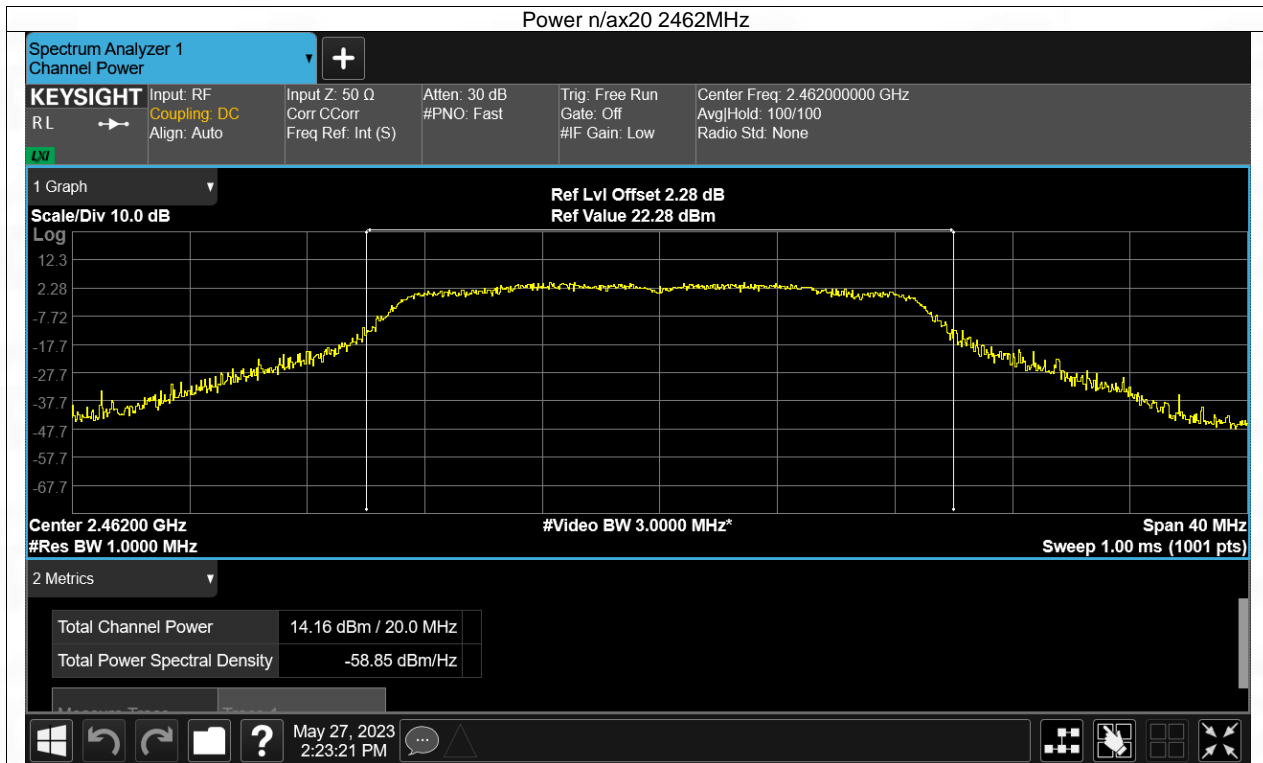 Power n/ax20 2462MHz
Spectrum Analyzer 1
Channel Power
KEYSIGHT
RL
LXI
Input: RF
Coupling: DC
Align: Auto
Input Z: 50 Ω
Corr CCorr
Freq Ref: Int (S)
Atten: 30 dB
#PNO: Fast
Trig: Free Run
Gate: Off
#IF Gain: Low
Center Freq: 2.462000000 GHz
Avg|Hold: 100/100
Radio Std: None
1 Graph
Scale/Div 10.0 dB
Ref Lvl Offset 2.28 dB
Ref Value 22.28 dBm
Log
12.3
2.28
-7.72
-17.7
-27.7
-37.7
-47.7
-57.7
-67.7
Center 2.46200 GHz
#Video BW 3.0000 MHz*
Span 40 MHz
#Res BW 1.0000 MHz
Sweep 1.00 ms (1001 pts)
2 Metrics
Total Channel Power 14.16 dBm / 20.0 MHz
Total Power Spectral Density -58.85 dBm/Hz
?
May 27, 2023
2:23:21 PM